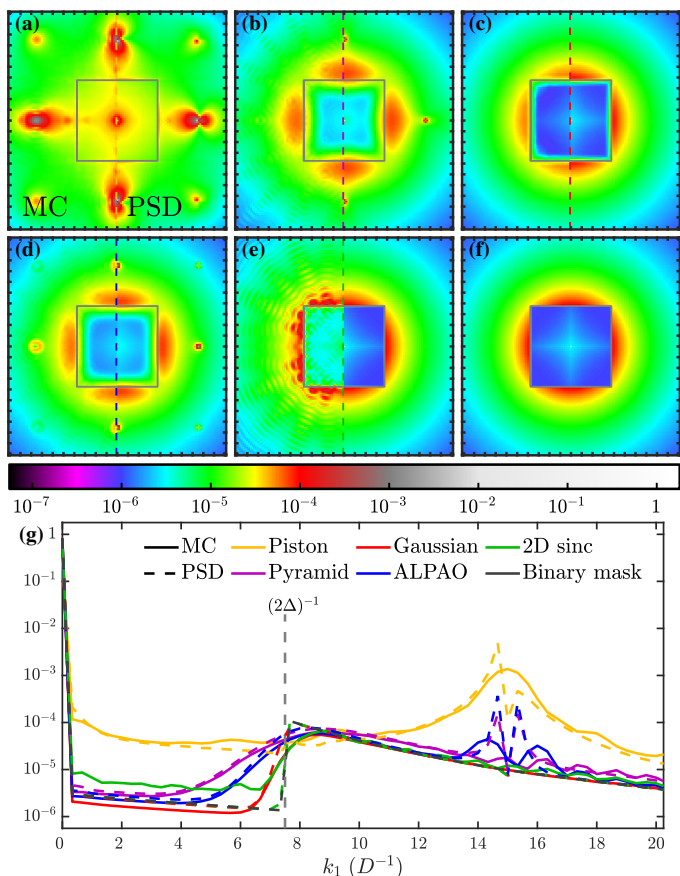 (a) (b) (c)
MC PSD
(d) (e) (f)
10⁻⁷ 10⁻⁶ 10⁻⁵ 10⁻⁴ 10⁻³ 10⁻² 10⁻¹ 1
(g)
MC Piston Gaussian 2D sinc
PSD Pyramid ALPAO Binary mask
(2Δ)⁻¹
1
10⁻¹
10⁻²
10⁻³
10⁻⁴
10⁻⁵
10⁻⁶
0 2 4 6 8 10 12 14 16 18 20
k₁ (D⁻¹)